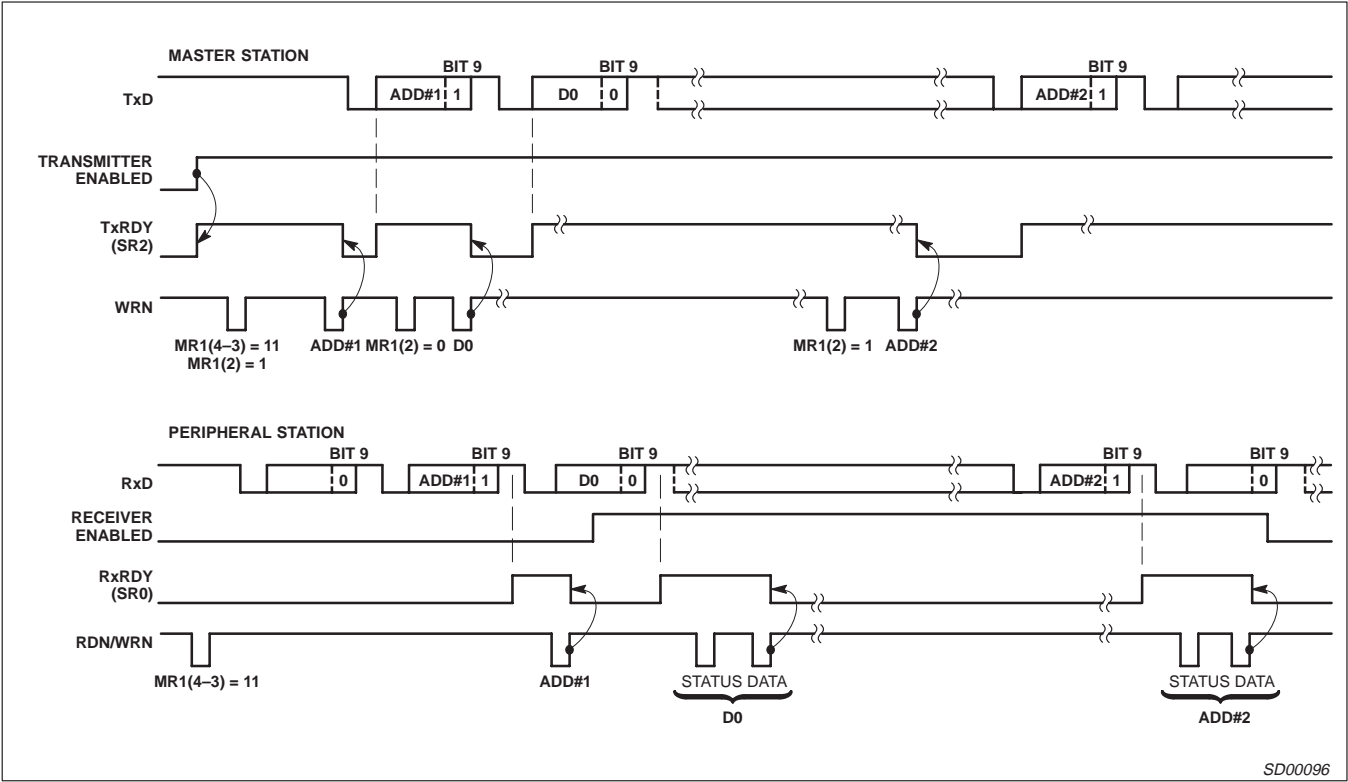 MASTER STATION
BIT 9 BIT 9 BIT 9
TxD ADD#1 1 D0 0 ADD#2 1
TRANSMITTER
ENABLED
TxRDY
(SR2)
WRN
MR1(4–3) = 11 ADD#1 MR1(2) = 0 D0 MR1(2) = 1 ADD#2
MR1(2) = 1
PERIPHERAL STATION
BIT 9 BIT 9 BIT 9 BIT 9 BIT 9
RxD 0 ADD#1 1 D0 0 ADD#2 1 0
RECEIVER
ENABLED
RxRDY
(SR0)
RDN/WRN
MR1(4–3) = 11 ADD#1 STATUS DATA STATUS DATA
D0 ADD#2
SD00096